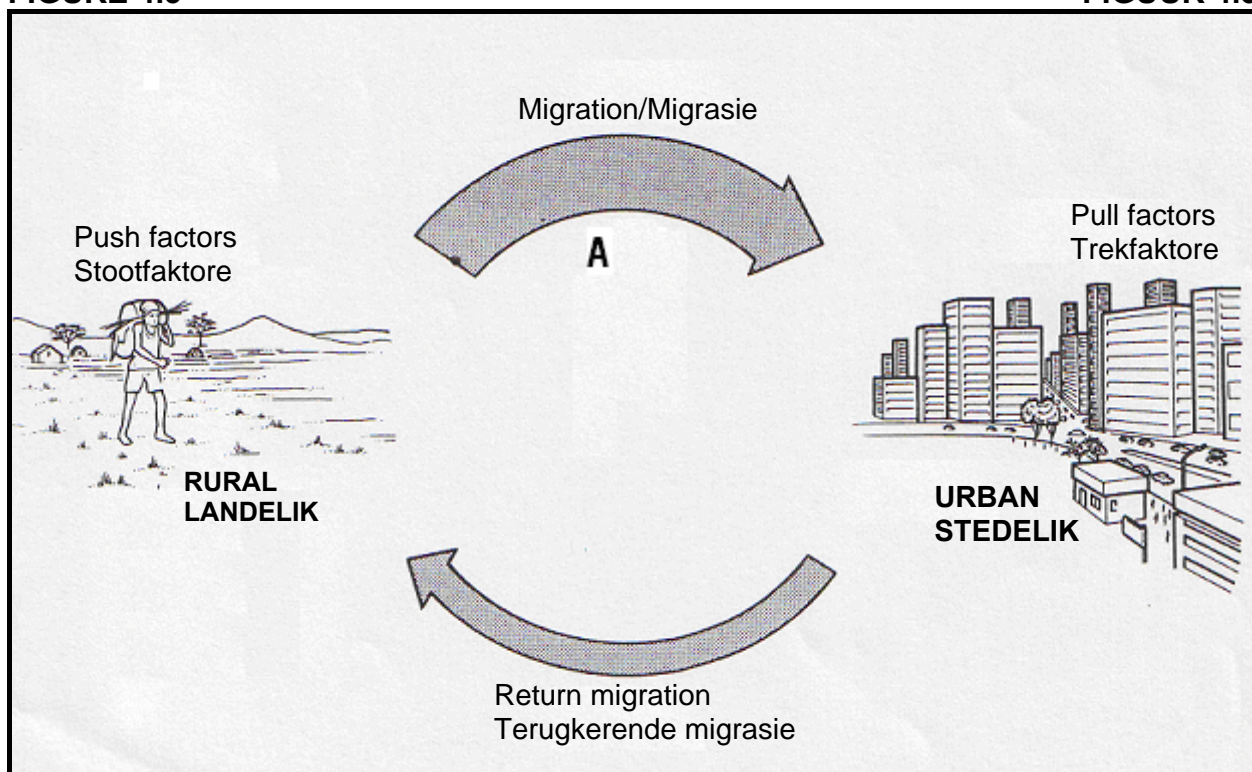 Migration/Migrasie
A
Push factors
Stootfaktore
Pull factors
Trekfaktore
RURAL
LANDELIK
URBAN
STEDELIK
Return migration
Terugkerende migrasie